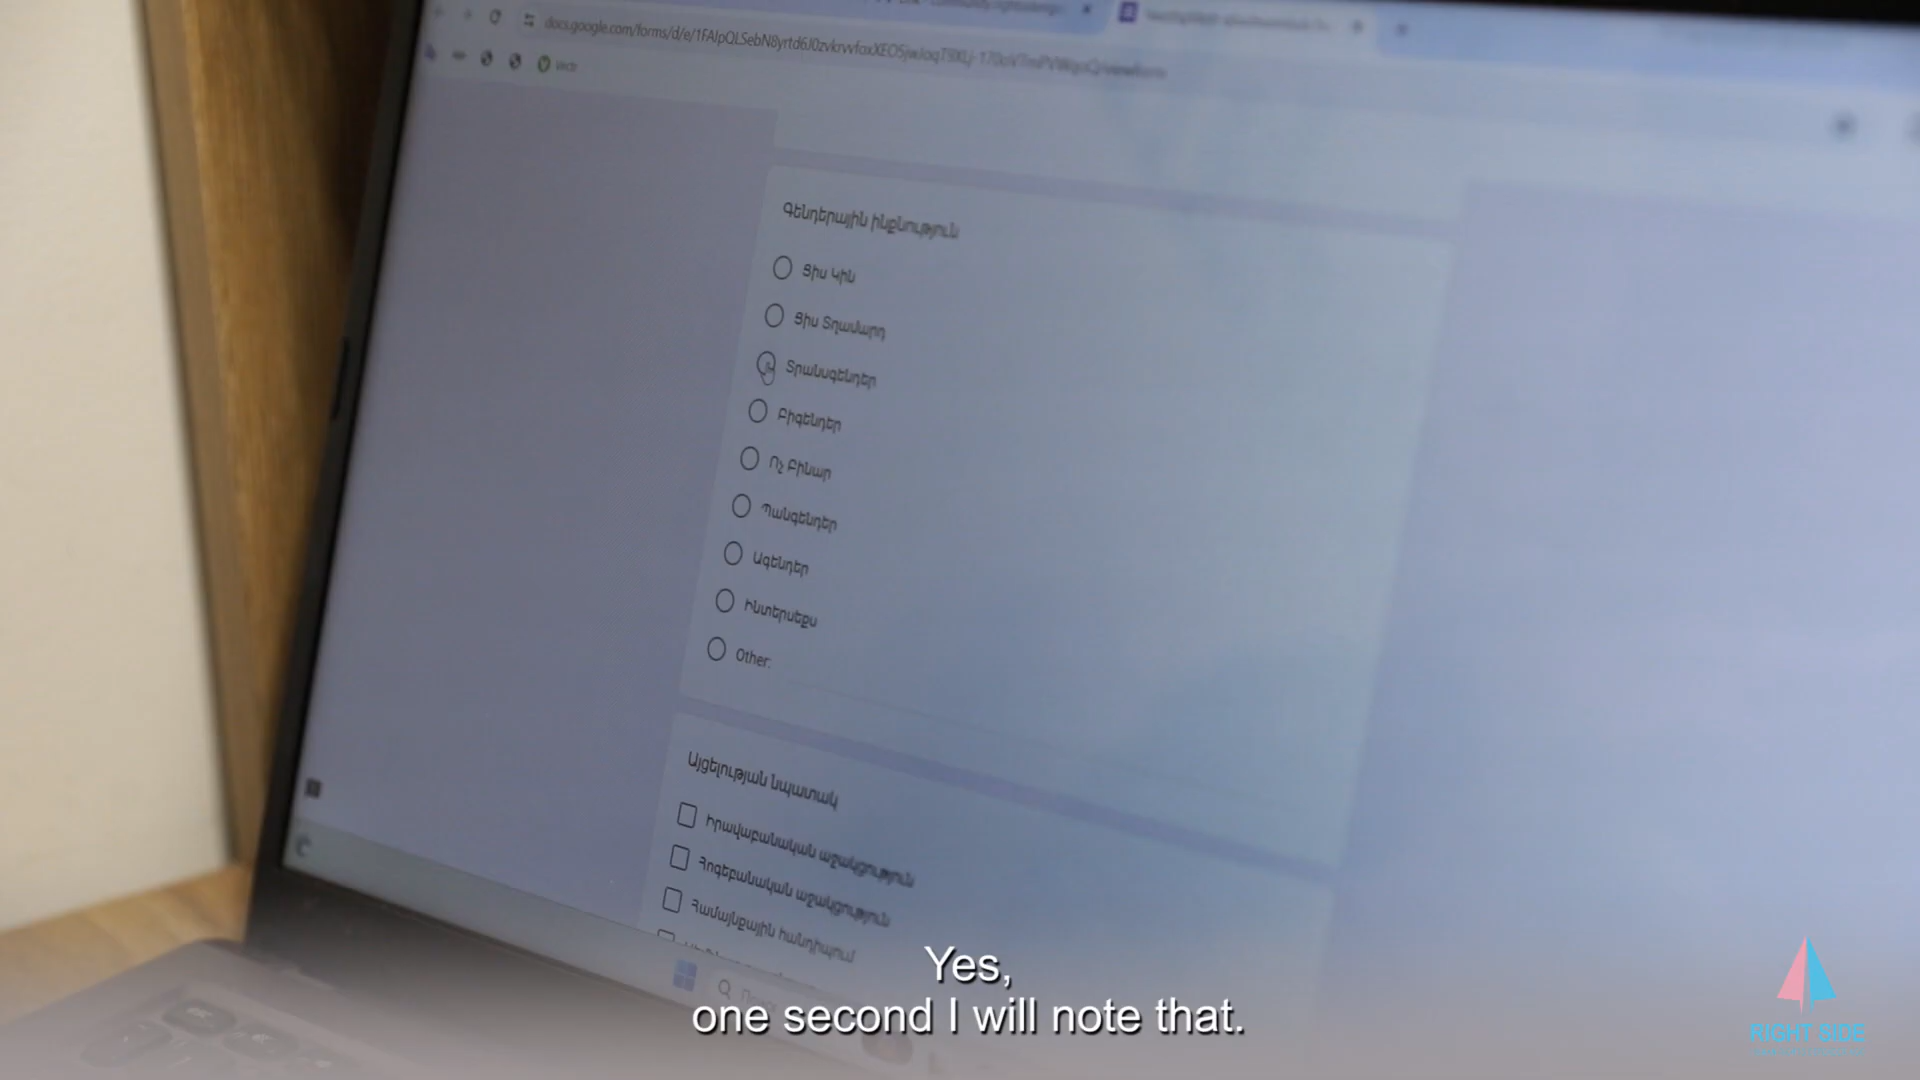 Vectr
Գենդերային ինքնություն
Ցիս Կին
Ցիս Տղամարդ
Տրանսգենդեր
Բիգենդեր
Ոչ Բինար
Պանգենդեր
Ագենդեր
Ինտերսեքս
Other:
Այցելության նպատակ
Իրավաբանական աջակցություն
Հոգեբանական աջակցություն
Համայնքային հանդիպում
Yes,
one second I will note that.
RIGHT SIDE